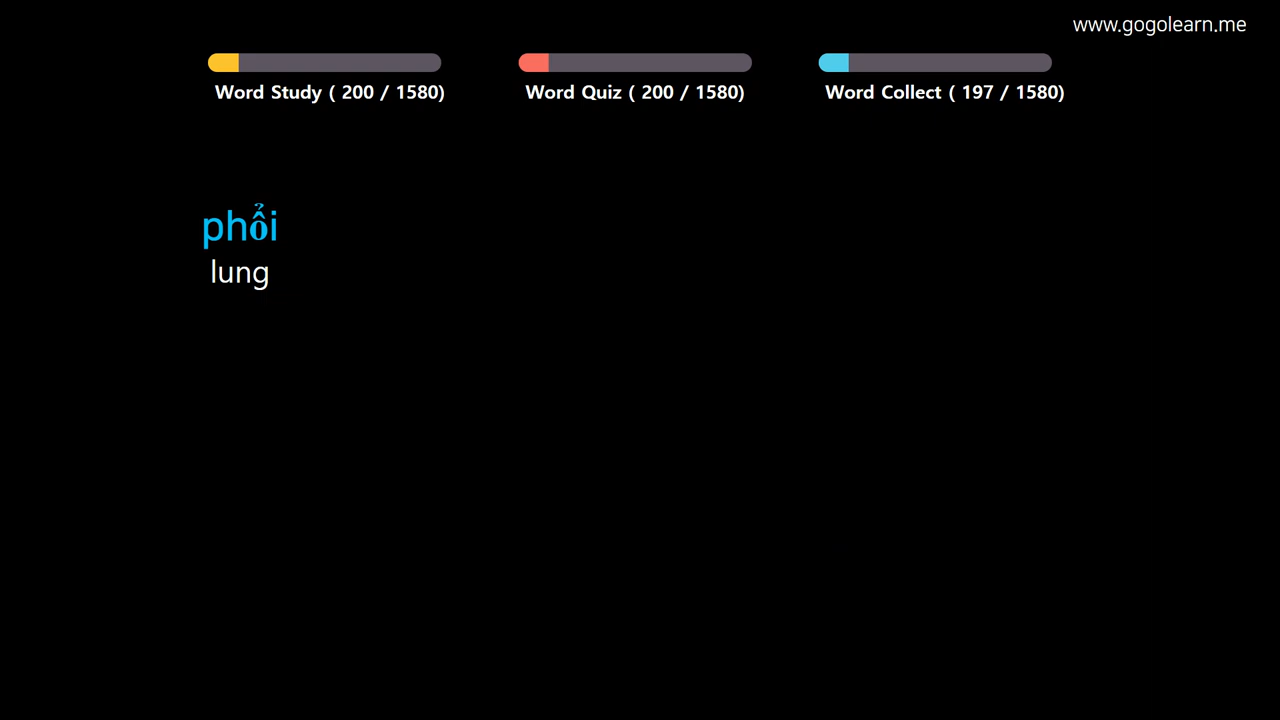 www.gogolearn.me
Word Study ( 200 / 1580)
Word Quiz ( 200 / 1580)
Word Collect ( 197 / 1580)
phổi
lung